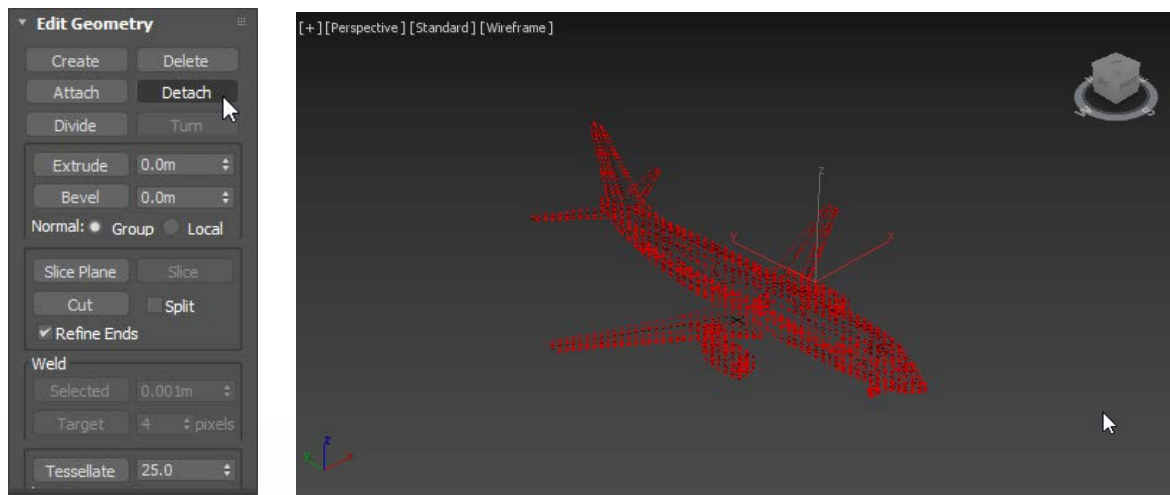 Edit Geometry
Create Delete
Attach Detach
Divide Turn
Extrude 0.0m
Bevel 0.0m
Normal: Group Local
Slice Plane Slice
Cut Split
Refine Ends
Weld
Selected 0.001m
Target 4 pixels
Tessellate 25.0
[+] [Perspective] [Standard] [Wireframe]
z
Y
X
z
x